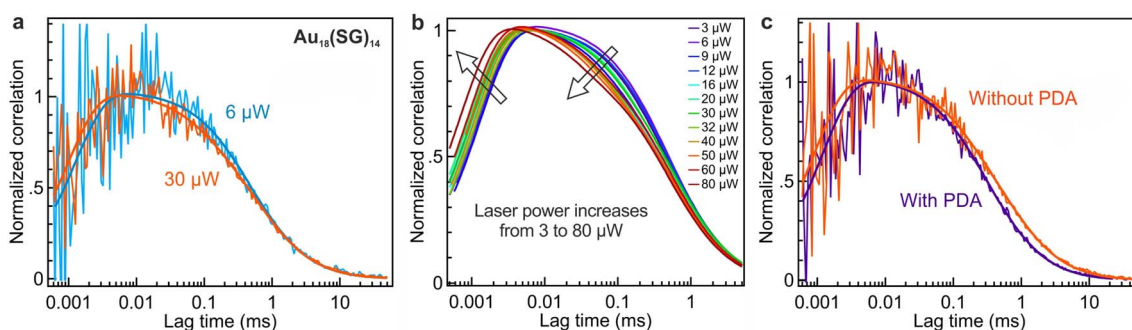 a
Au18(SG)14
Normalized correlation
1
.5
0
6 µW
30 µW
0.001 0.01 0.1 1 10
Lag time (ms)
b
Normalized correlation
1
.5
0
3 µW
6 µW
9 µW
12 µW
16 µW
20 µW
30 µW
32 µW
40 µW
50 µW
60 µW
80 µW
Laser power increases
from 3 to 80 µW
0.001 0.01 0.1 1
Lag time (ms)
c
Normalized correlation
1
.5
0
Without PDA
With PDA
0.001 0.01 0.1 1 10
Lag time (ms)